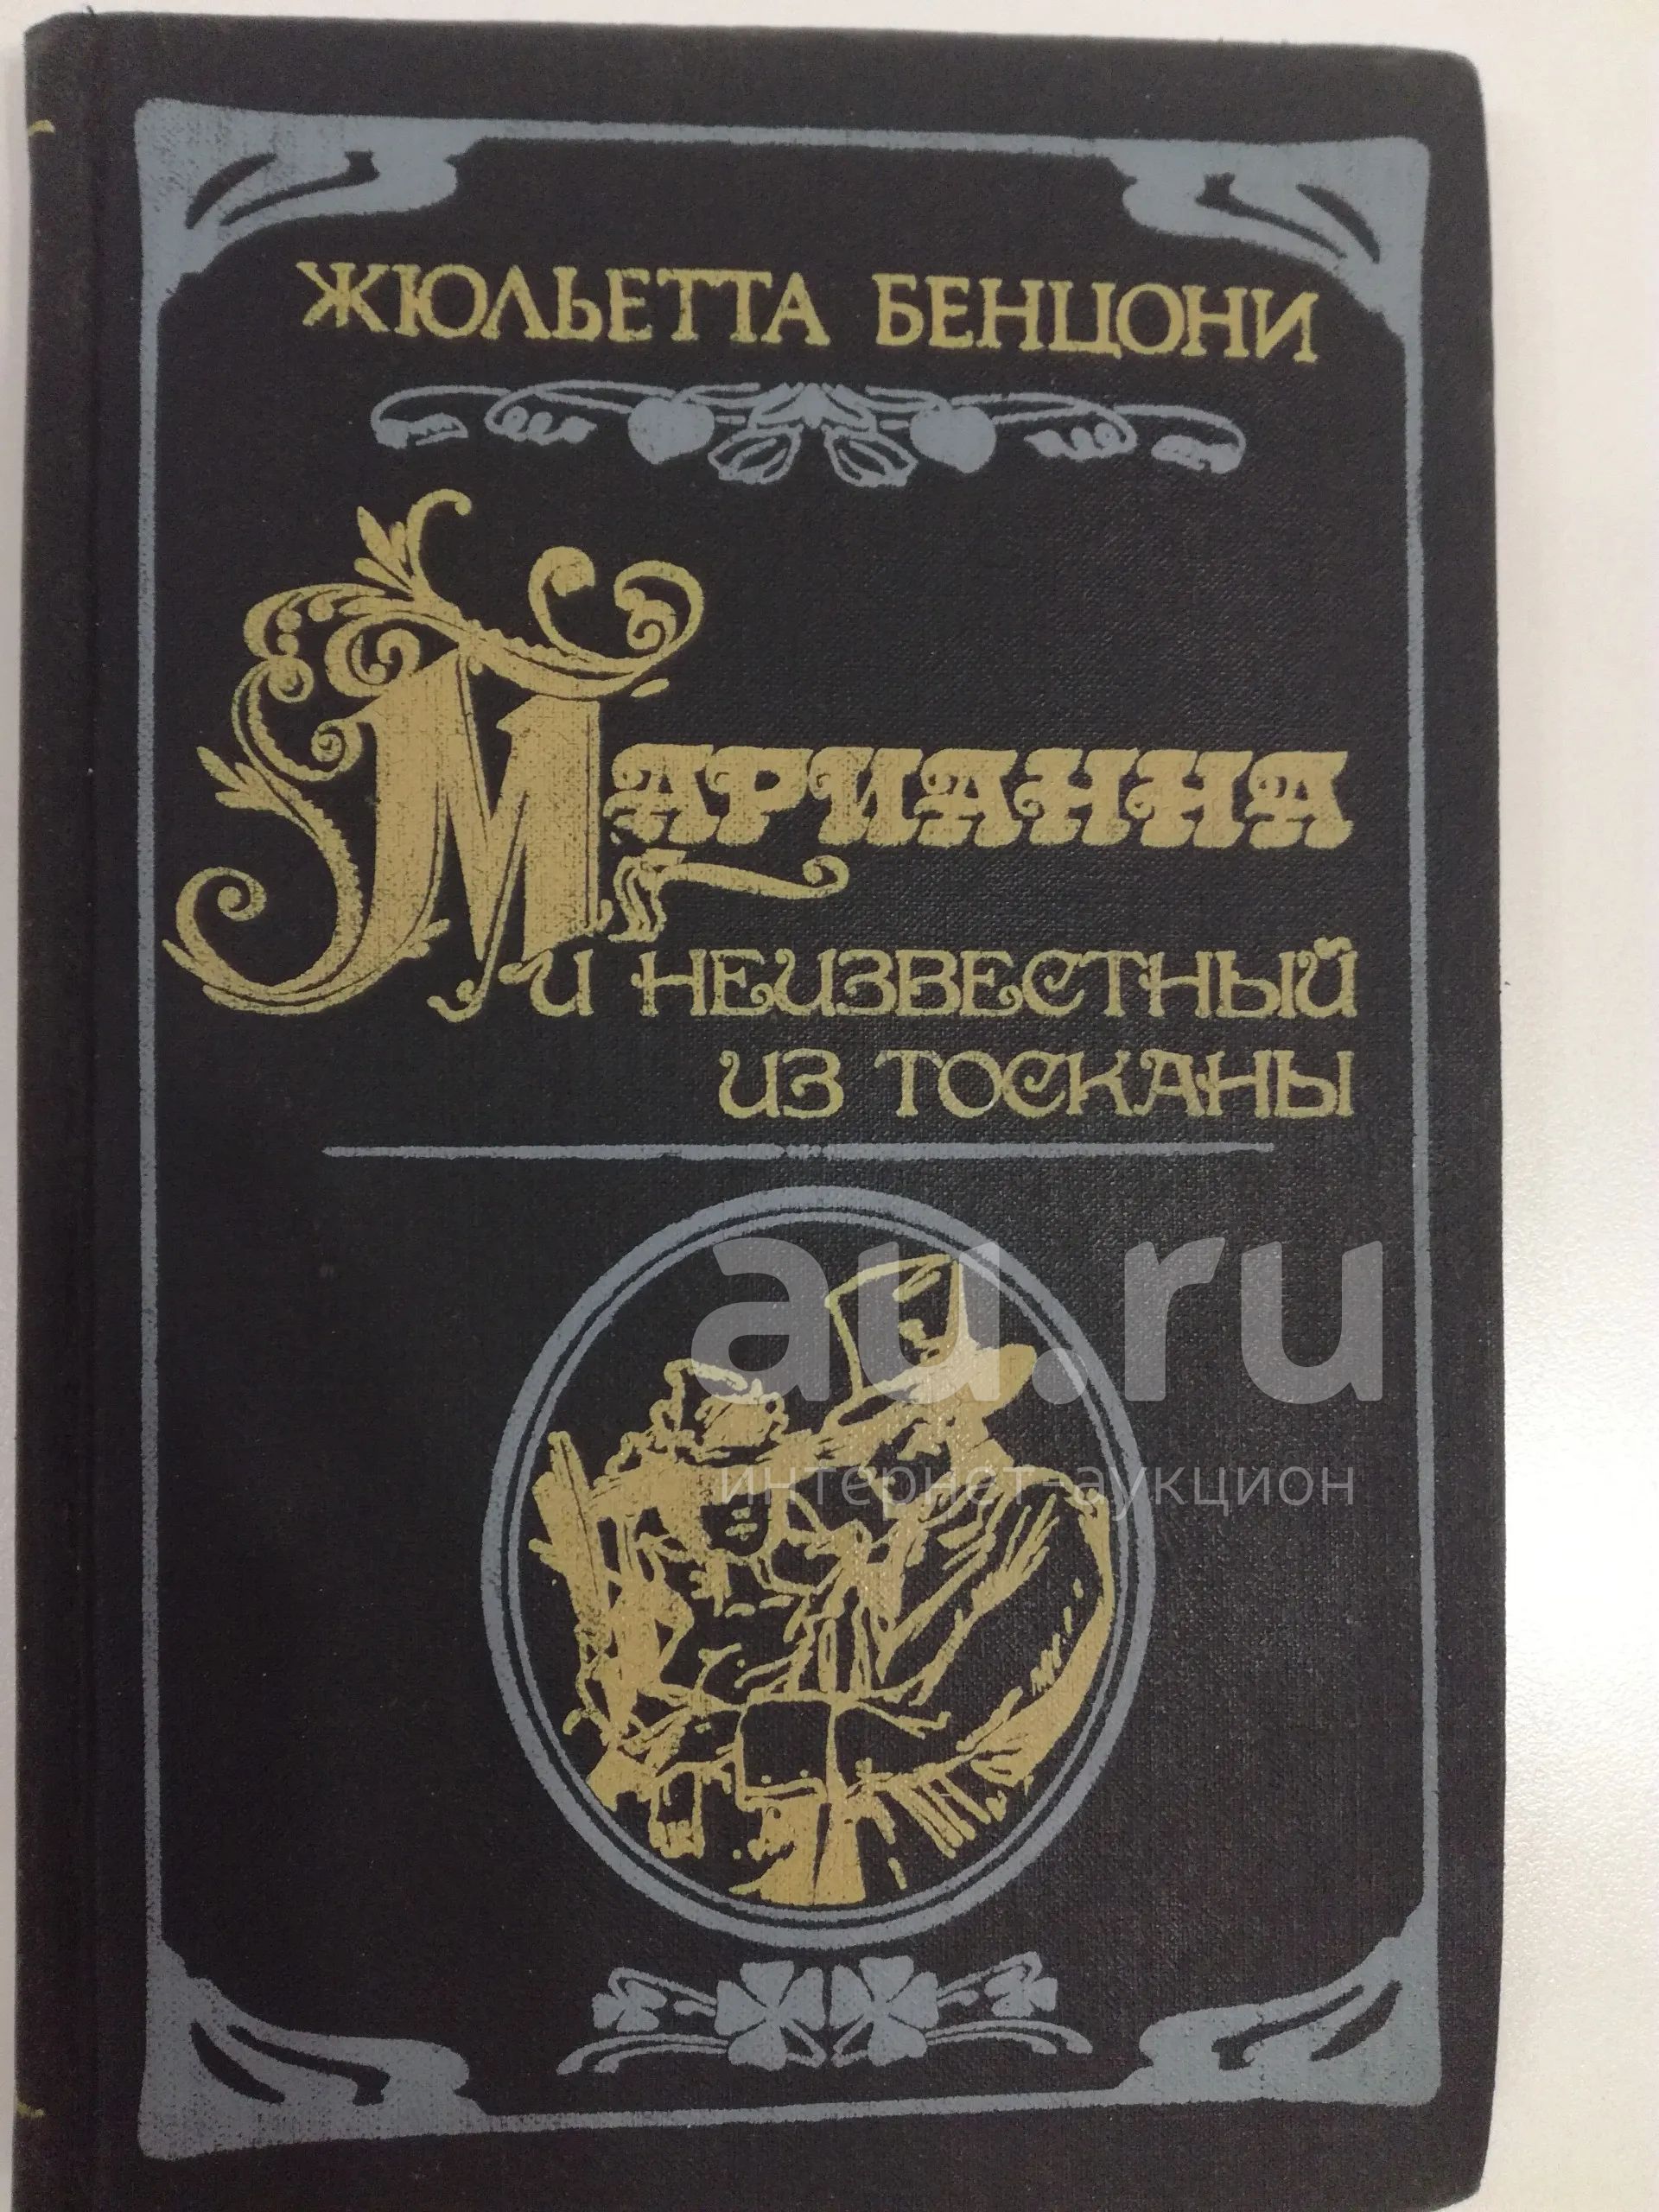 ЖЮЛЬЕТТА БЕНЦОНИ
МАРИАННА
И НЕИЗВЕСТНЫЙ
ИЗ ТОСКАНЫ
au.ru
интернет-аукцион